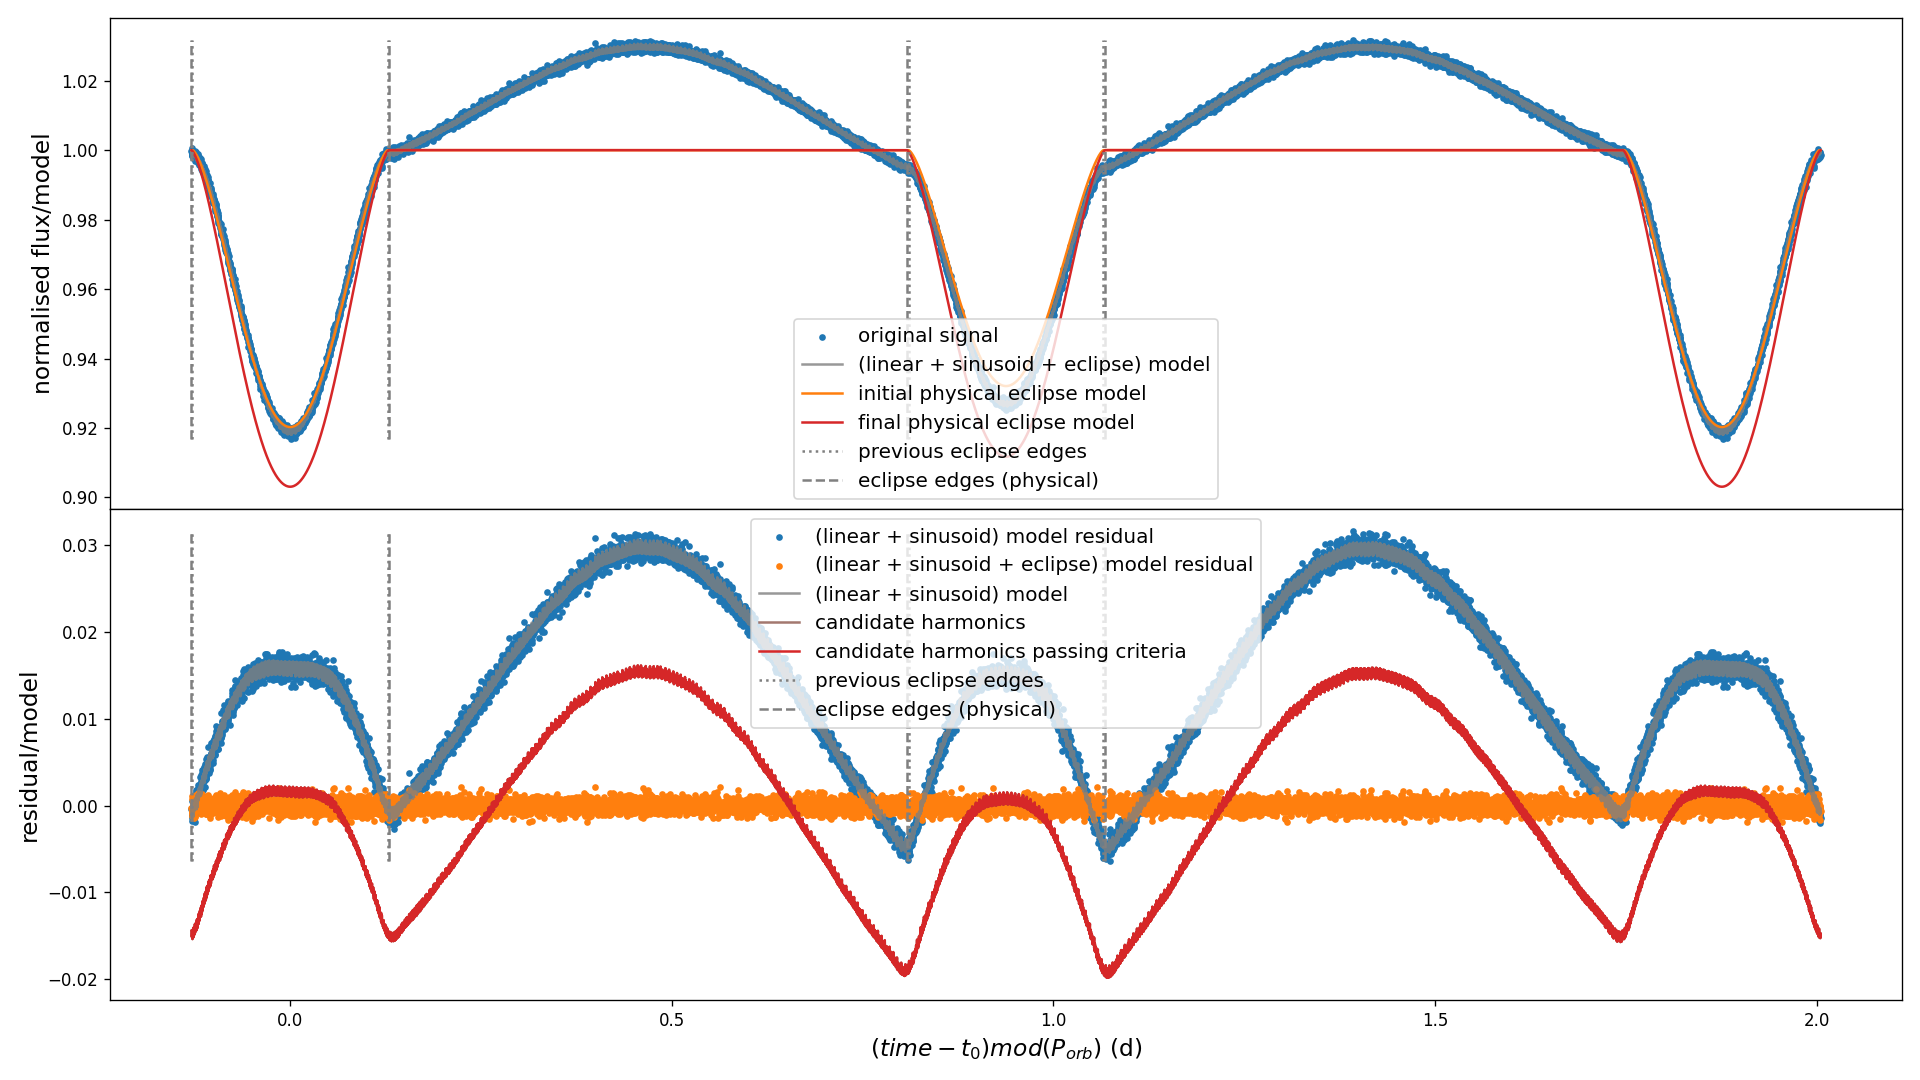 normalised flux/model
1.02
1.00
0.98
0.96
0.94
0.92
0.90
original signal
(linear + sinusoid + eclipse) model
initial physical eclipse model
final physical eclipse model
previous eclipse edges
eclipse edges (physical)
residual/model
0.03
0.02
0.01
0.00
−0.01
−0.02
(linear + sinusoid) model residual
(linear + sinusoid + eclipse) model residual
(linear + sinusoid) model
candidate harmonics
candidate harmonics passing criteria
previous eclipse edges
eclipse edges (physical)
0.0 0.5 1.0 1.5 2.0
(time − t₀)mod(Pₒᵣb) (d)